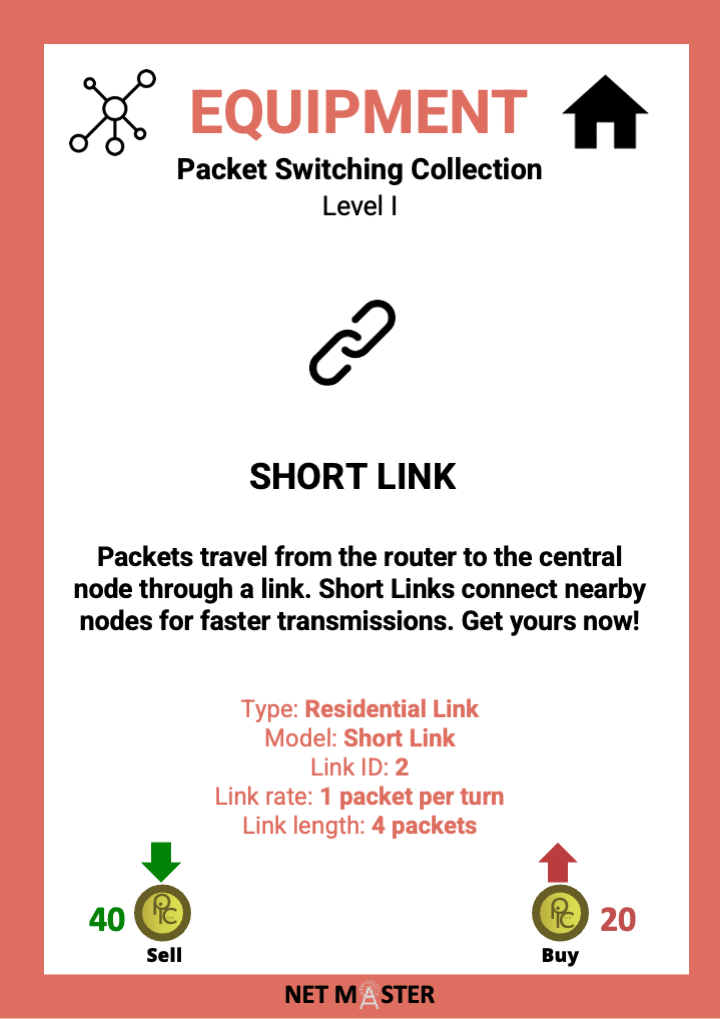 EQUIPMENT
Packet Switching Collection
Level I
SHORT LINK
Packets travel from the router to the central
node through a link. Short Links connect nearby
nodes for faster transmissions. Get yours now!
Type: Residential Link
Model: Short Link
Link ID: 2
Link rate: 1 packet per turn
Link length: 4 packets
40 PTC Sell
PTC 20 Buy
NET MASTER